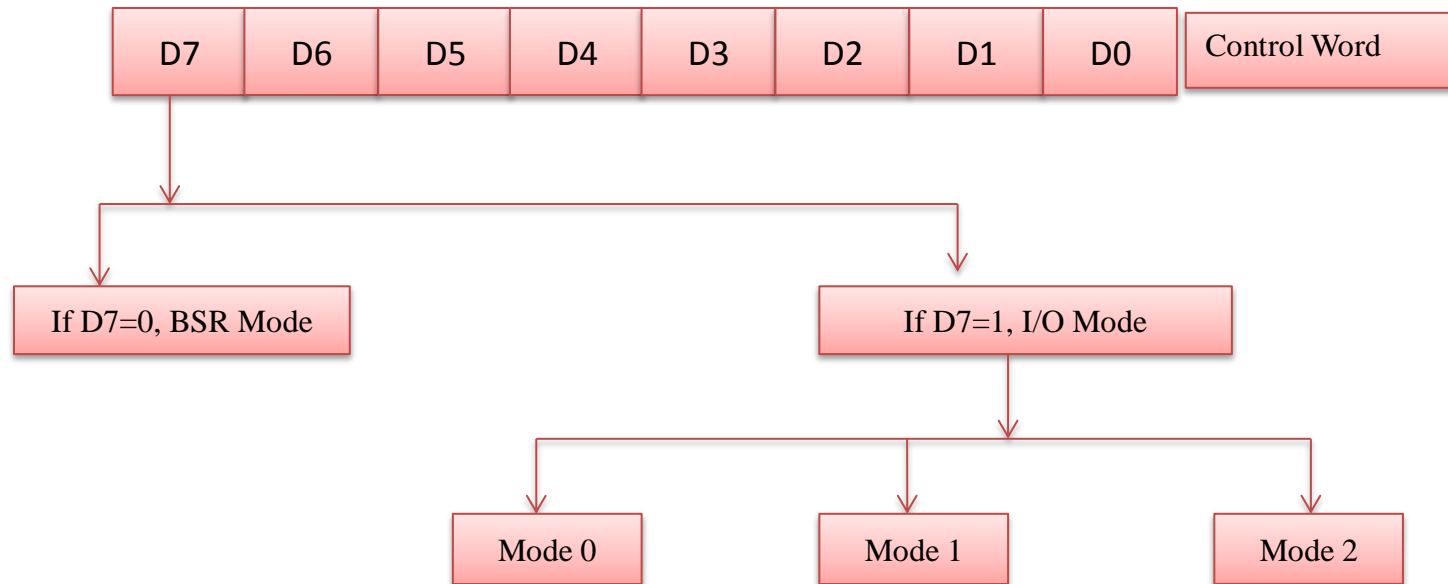 D7 D6 D5 D4 D3 D2 D1 D0 Control Word
If D7=0, BSR Mode If D7=1, I/O Mode
Mode 0 Mode 1 Mode 2